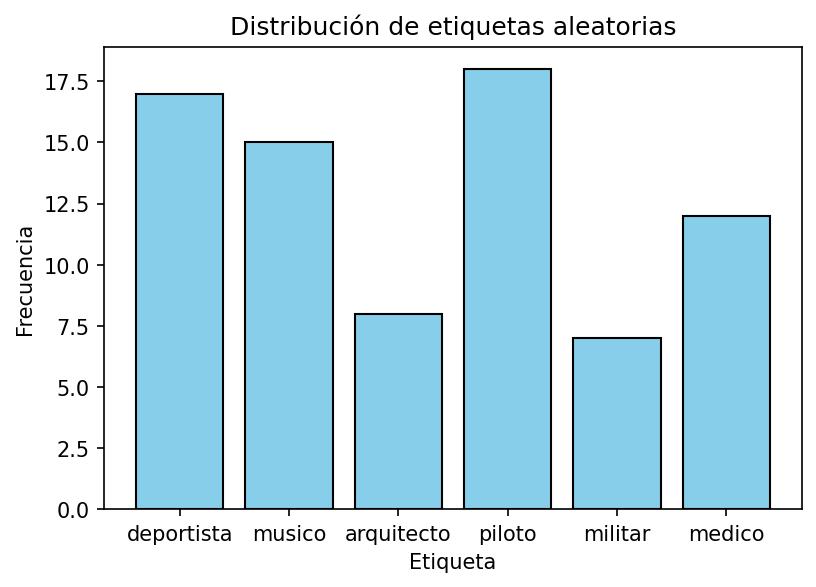 Distribución de etiquetas aleatorias
Frecuencia
17.5
15.0
12.5
10.0
7.5
5.0
2.5
0.0
deportista musico arquitecto piloto militar medico
Etiqueta